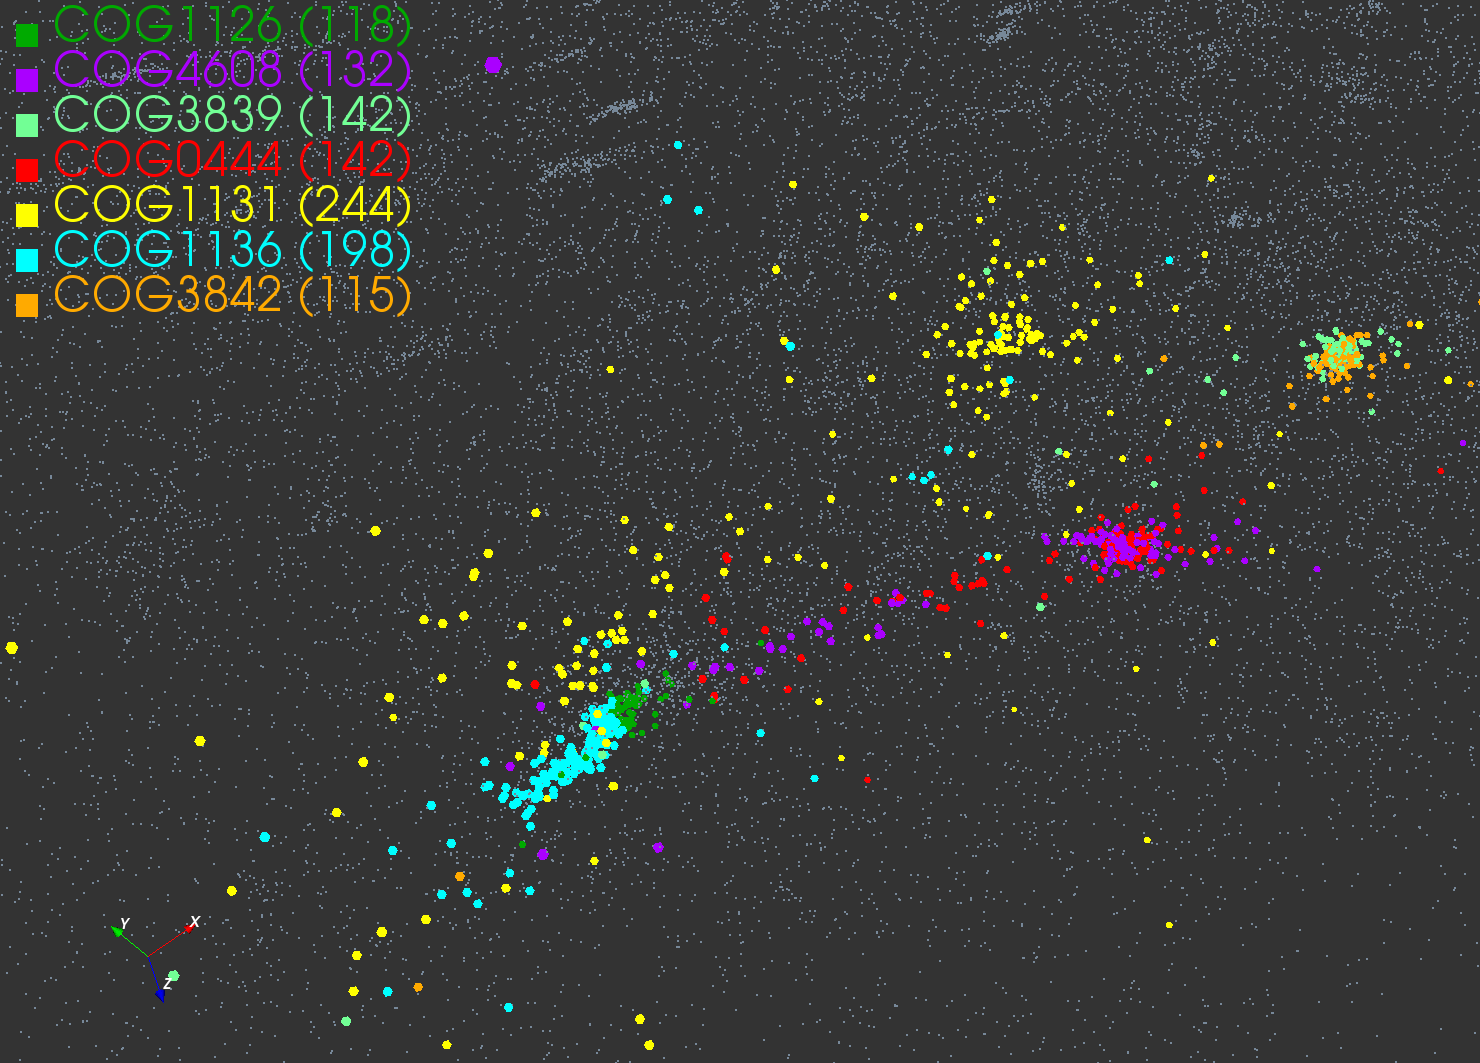 COG1126 (118)
COG4608 (132)
COG3839 (142)
COG0444 (142)
COG1131 (244)
COG1136 (198)
COG3842 (115)
Y
X
Z